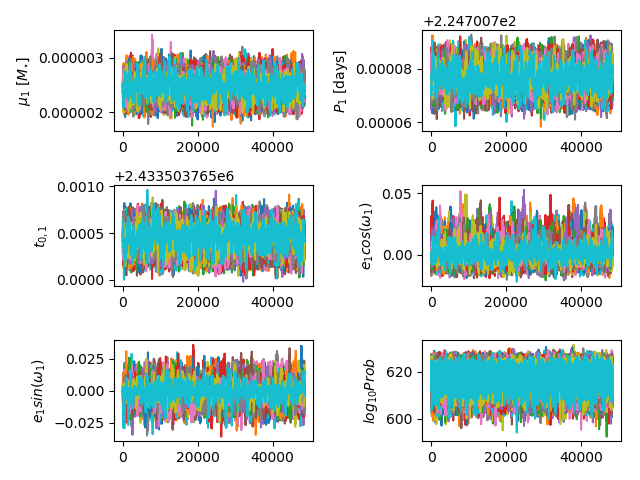 +2.247007e2
0.000003
0.000002
μ₁ [M⋆]
0 20000 40000
0.00008
0.00006
P₁ [days]
0 20000 40000
+2.433503765e6
0.0010
0.0005
0.0000
t₀,₁
0 20000 40000
0.05
0.00
e₁cos(ω₁)
0 20000 40000
0.025
0.000
−0.025
e₁sin(ω₁)
0 20000 40000
620
600
log₁₀Prob
0 20000 40000